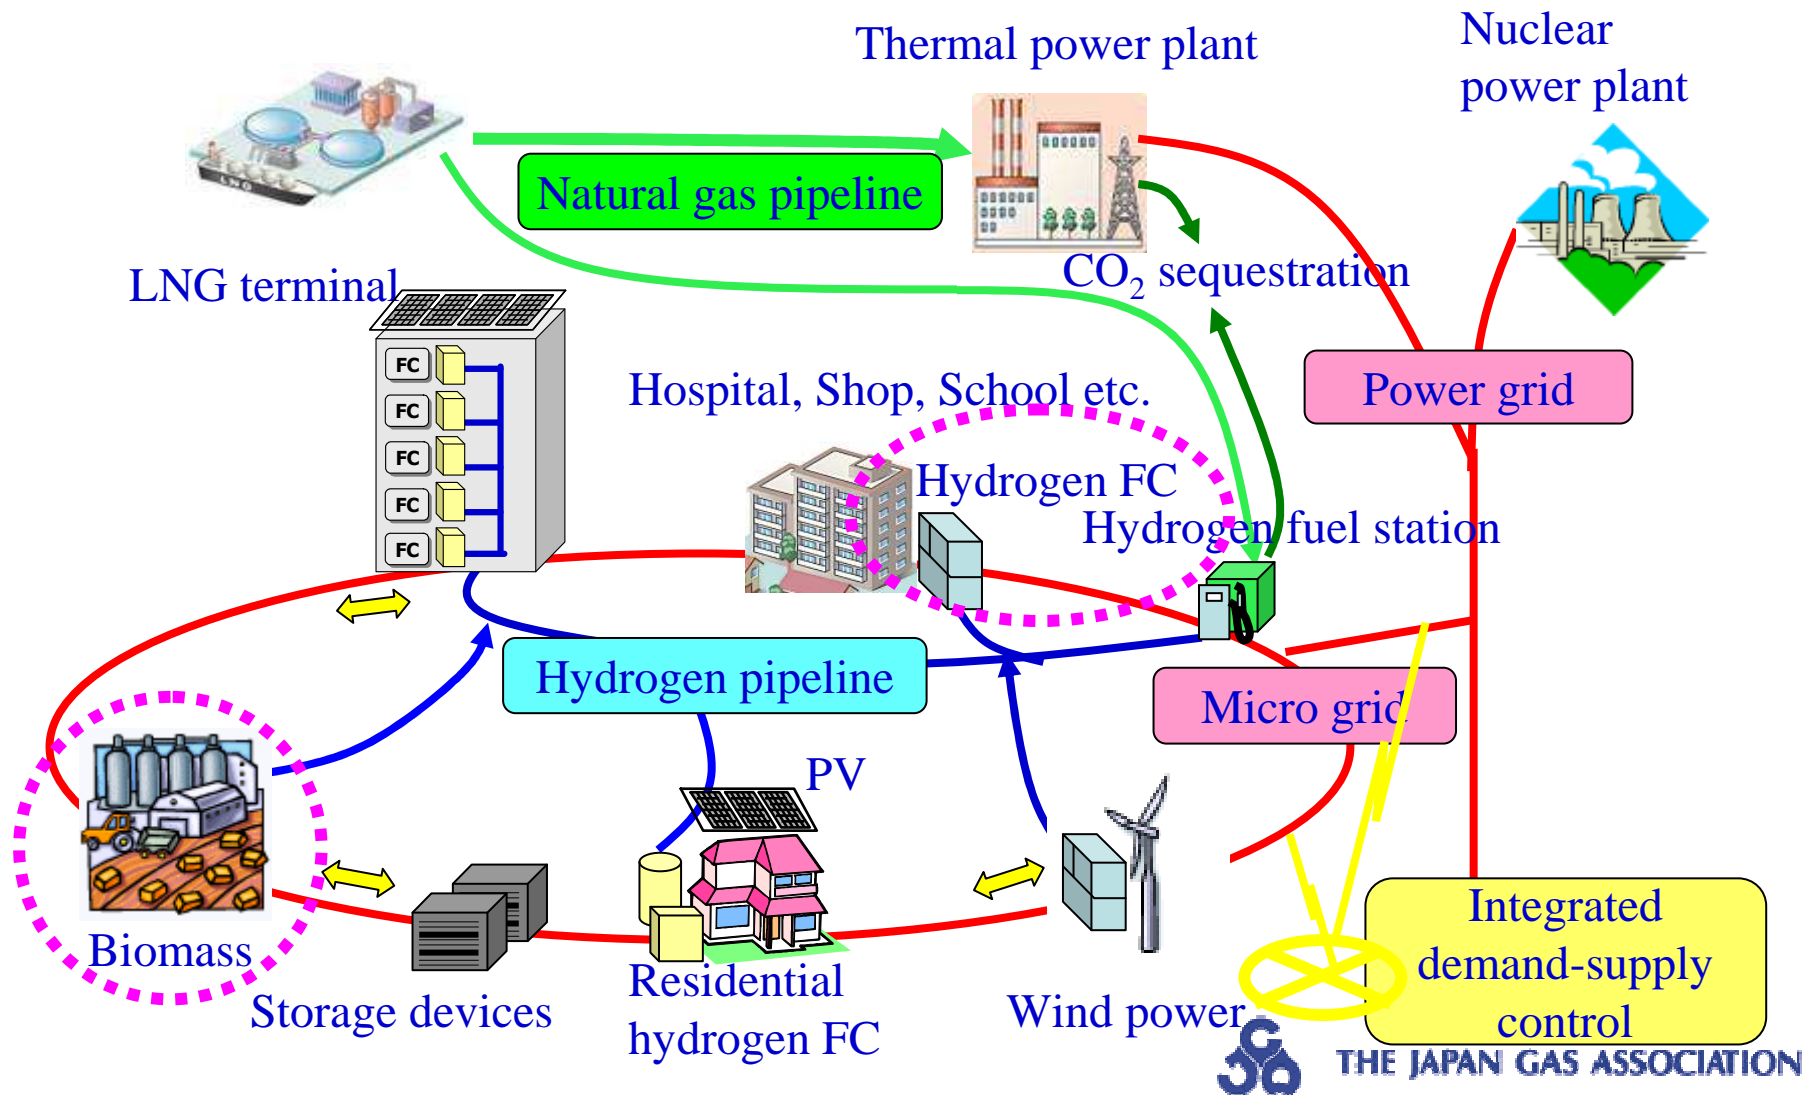 Thermal power plant
Nuclear
power plant
Natural gas pipeline
LNG
LNG terminal
CO₂ sequestration
FC
FC
FC
FC
FC
Hospital, Shop, School etc.
Power grid
Hydrogen FC
Hydrogen fuel station
Hydrogen pipeline
Micro grid
PV
Biomass
Storage devices
Residential
hydrogen FC
Wind power
Integrated
demand-supply
control
THE JAPAN GAS ASSOCIATION